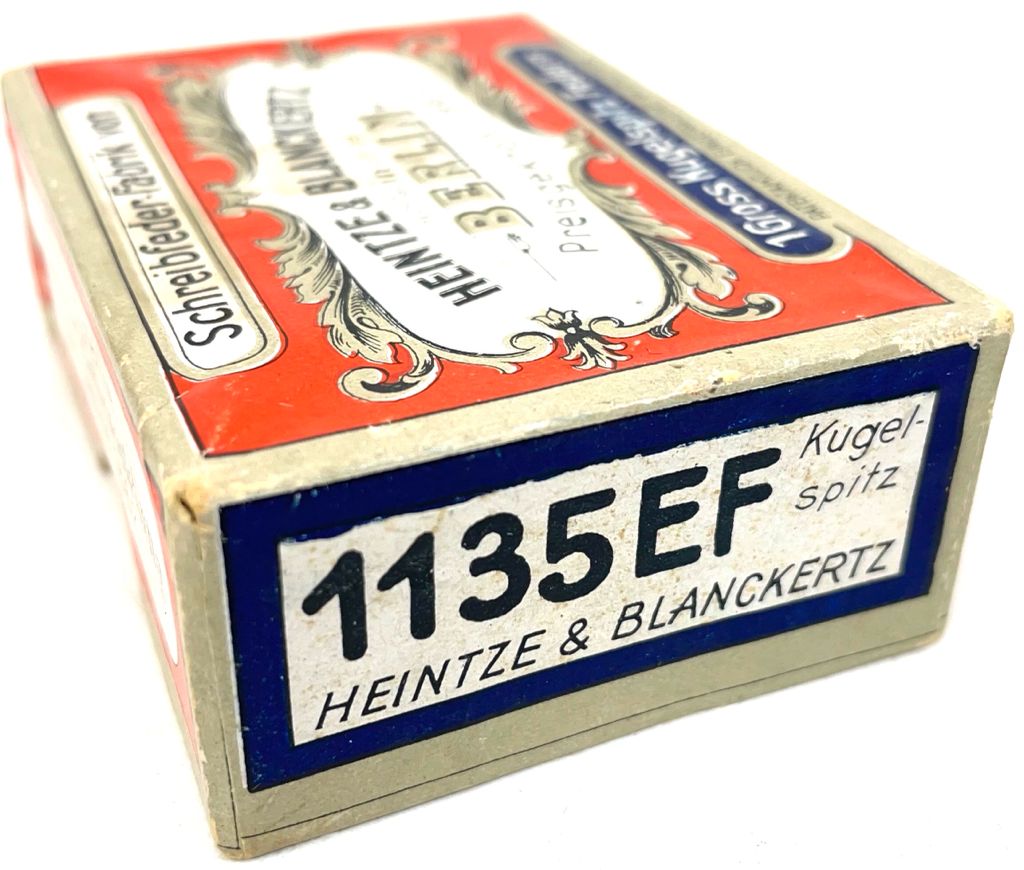 1 Gross Kugelspitz-Federn
Schreibfeder-Fabrik von
HEINTZE & BLANCKERTZ
BERLIN
1135EF
Kugel-
spitz
HEINTZE & BLANCKERTZ